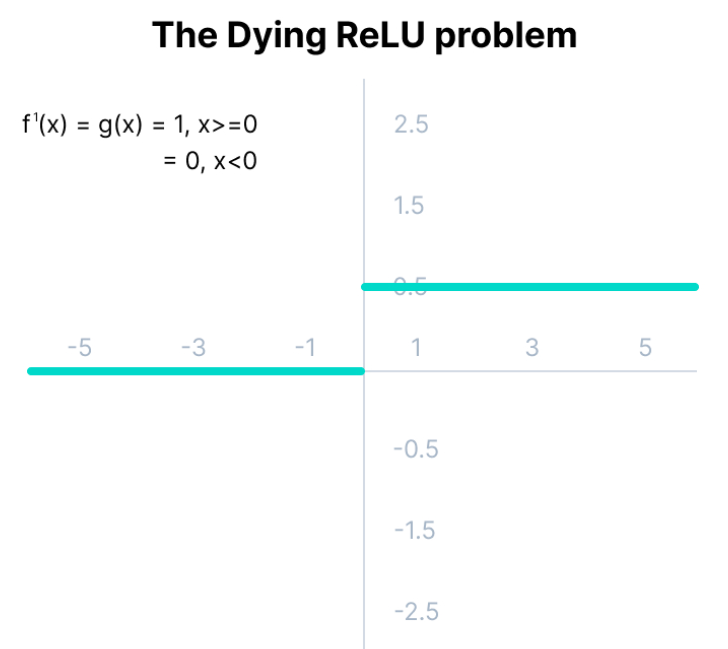 The Dying ReLU problem
f'(x) = g(x) = 1, x>=0
= 0, x<0
2.5
1.5
0.5
-5 -3 -1 1 3 5
-0.5
-1.5
-2.5